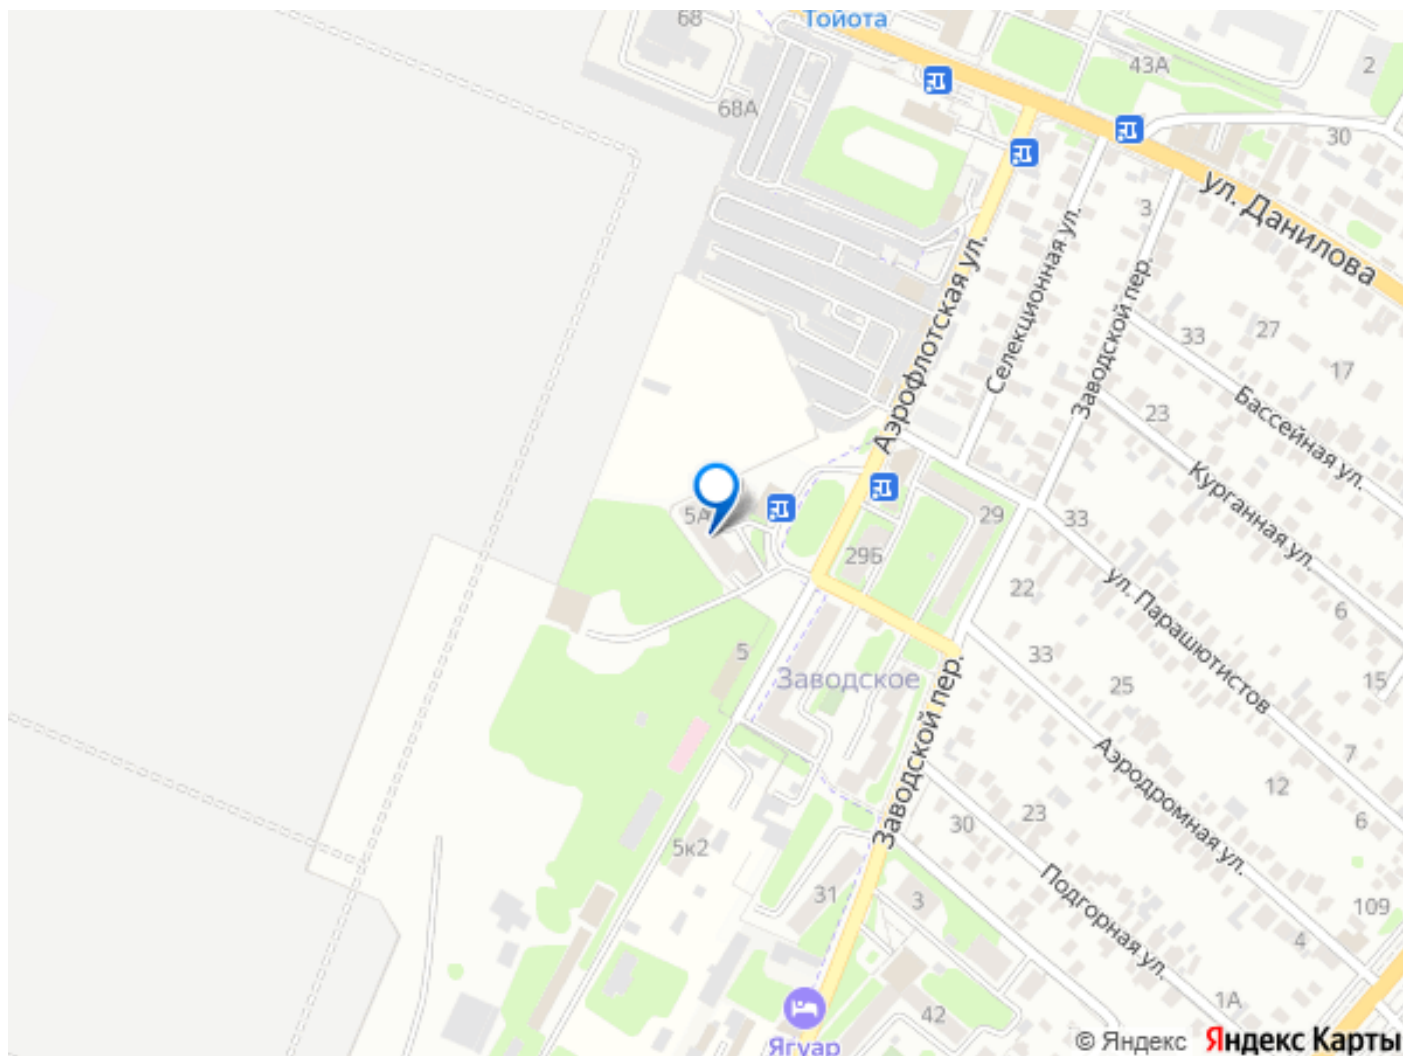 68
Тойота
43А
2
68А
30
ул. Данилова
3
Аэрофлотская ул.
Селекционная ул.
Заводской пер.
33
27
17
Бассейная ул.
23
Курганная ул.
5А
29
33
29Б
22
ул. Парашютистов
6
5
33
15
Заводское
25
Заводской пер.
Аэродромная ул.
7
12
23
6
30
5к2
Подгорная ул.
31
3
109
4
1А
42
Ягуар
© Яндекс Яндекс Карты